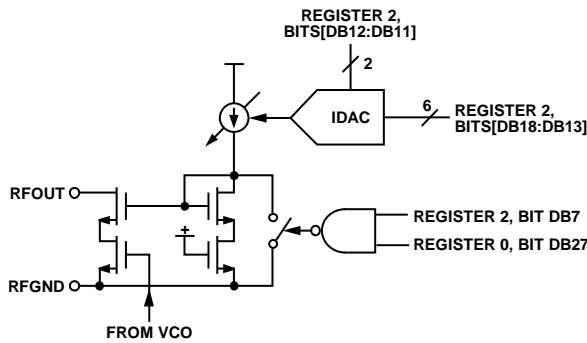 REGISTER 2,
BITS[DB12:DB11]
2
IDAC
6
REGISTER 2,
BITS[DB18:DB13]
RFOUT
REGISTER 2, BIT DB7
REGISTER 0, BIT DB27
+
RFGND
FROM VCO